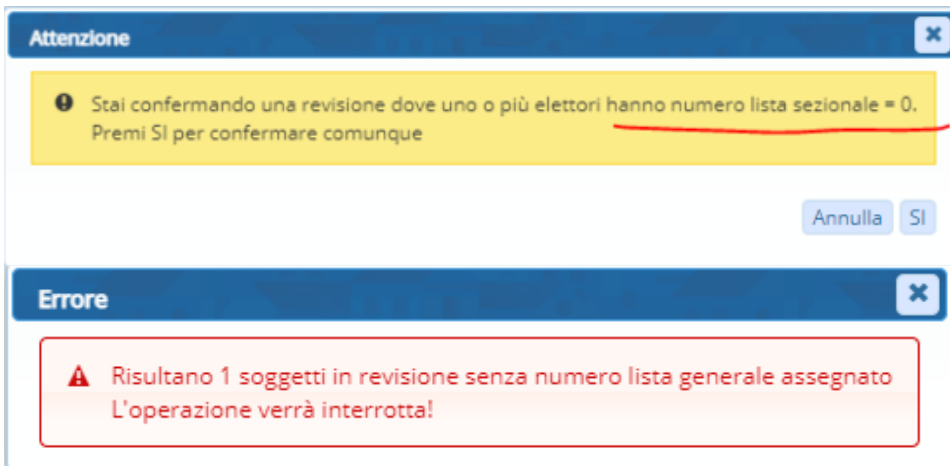 Attenzione
Stai confermando una revisione dove uno o più elettori hanno numero lista sezionale = 0.
Premi SI per confermare comunque
Annulla SI
Errore
Risultano 1 soggetti in revisione senza numero lista generale assegnato
L'operazione verrà interrotta!